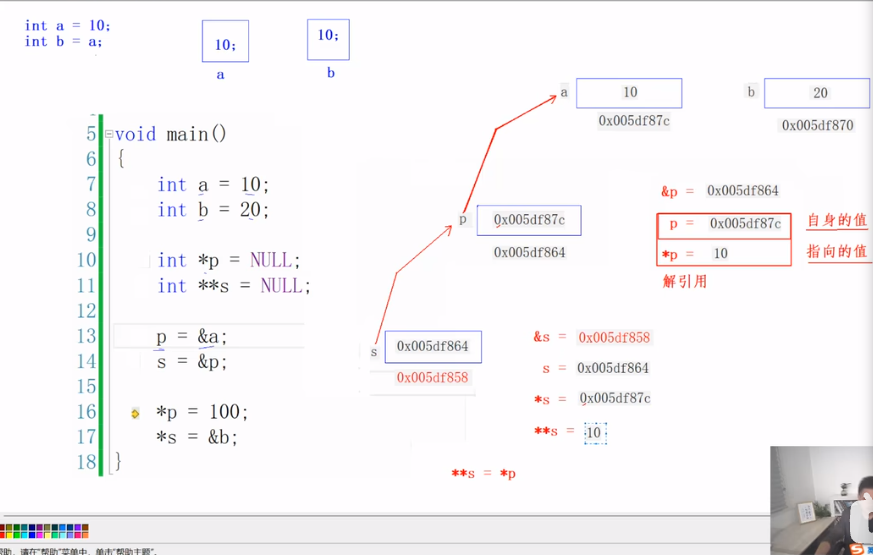 int a = 10;
int b = a;
10;
a
10;
b
5 void main()
6 {
7 int a = 10;
8 int b = 20;
9
10 int *p = NULL;
11 int **s = NULL;
12
13 p = &a;
14 s = &p;
15
16 *p = 100;
17 *s = &b;
18 }
a
10
0x005df87c
b
20
0x005df870
p
0x005df87c
0x005df864
&p = 0x005df864
p = 0x005df87c
自身的值
*p = 10
指向的值
解引用
s
0x005df864
0x005df858
&s = 0x005df858
s = 0x005df864
*s = 0x005df87c
**s = 10
**s = *p
帮助，请在"帮助"菜单中，单击"帮助主题"。
S